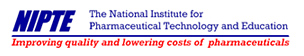 NIPTE
The National Institute for
Pharmaceutical Technology and Education
Improving quality and lowering costs of pharmaceuticals